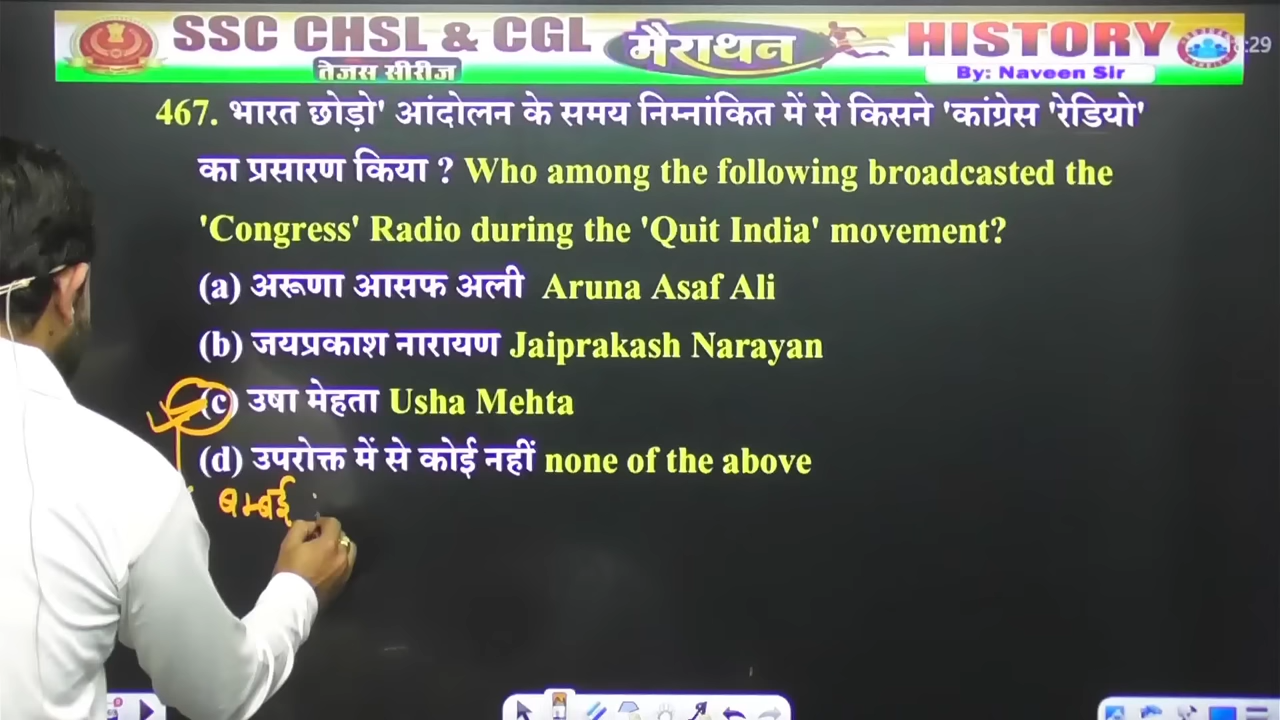 SSC CHSL & CGL मैराथन HISTORY
तेजस सीरीज By: Naveen Sir
467. भारत छोड़ो' आंदोलन के समय निम्नांकित में से किसने 'कांग्रेस 'रेडियो'
का प्रसारण किया ? Who among the following broadcasted the
'Congress' Radio during the 'Quit India' movement?
(a) अरूणा आसफ अली Aruna Asaf Ali
(b) जयप्रकाश नारायण Jaiprakash Narayan
(c) उषा मेहता Usha Mehta
(d) उपरोक्त में से कोई नहीं none of the above
बम्बई